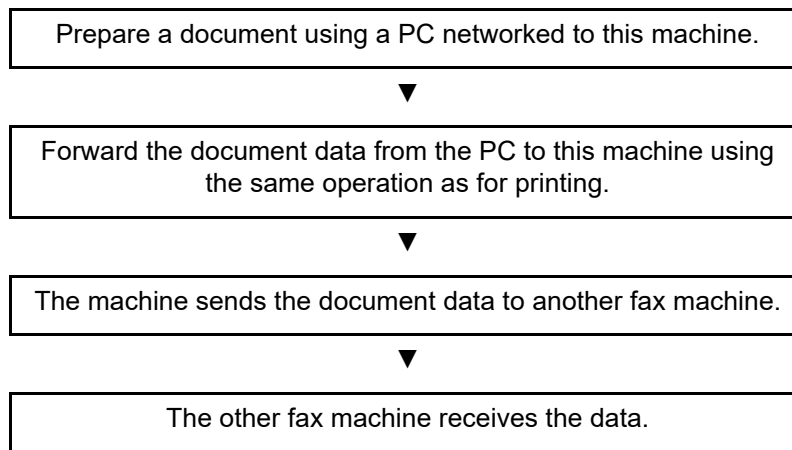 Prepare a document using a PC networked to this machine.
▼
Forward the document data from the PC to this machine using
the same operation as for printing.
▼
The machine sends the document data to another fax machine.
▼
The other fax machine receives the data.